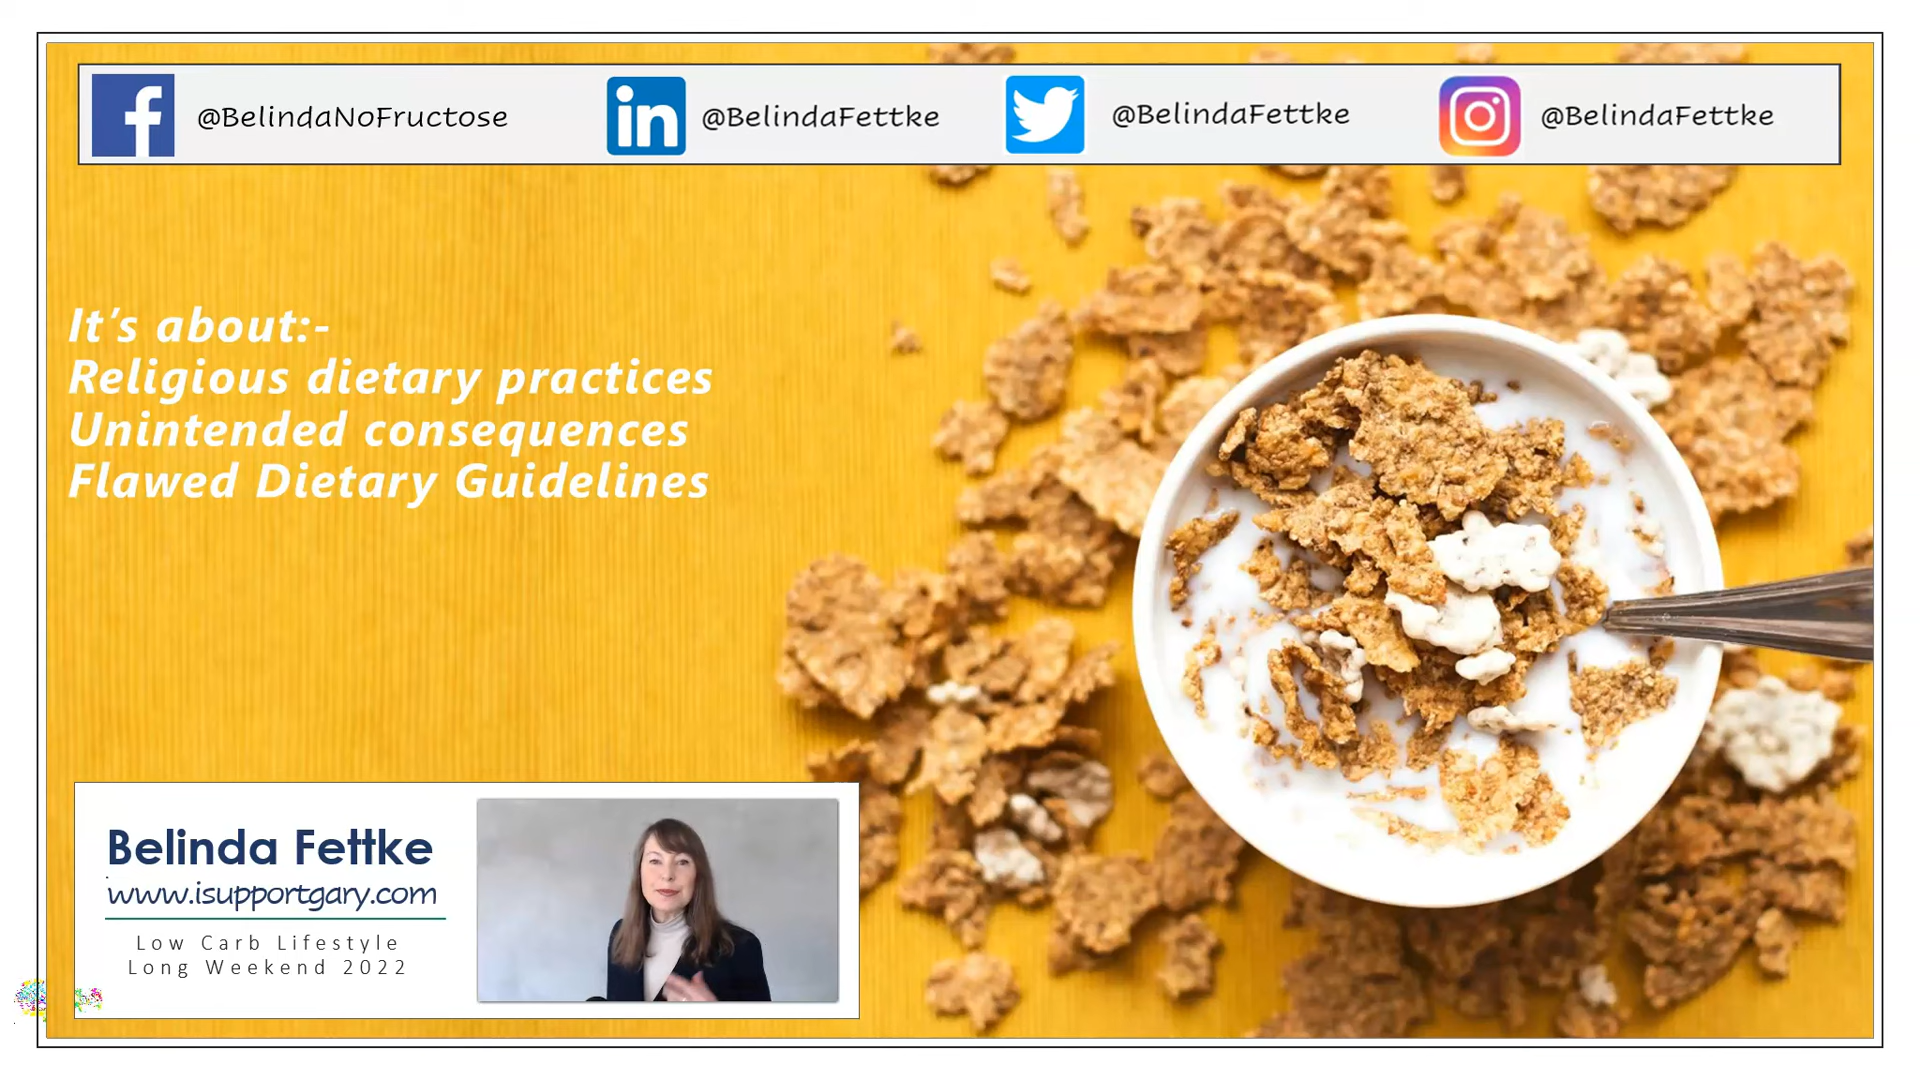 @BelindaNoFructose
in @BelindaFettke
@BelindaFettke
@BelindaFettke
It's about:-
Religious dietary practices
Unintended consequences
Flawed Dietary Guidelines
Belinda Fettke
www.isupportgary.com
Low Carb Lifestyle
Long Weekend 2022